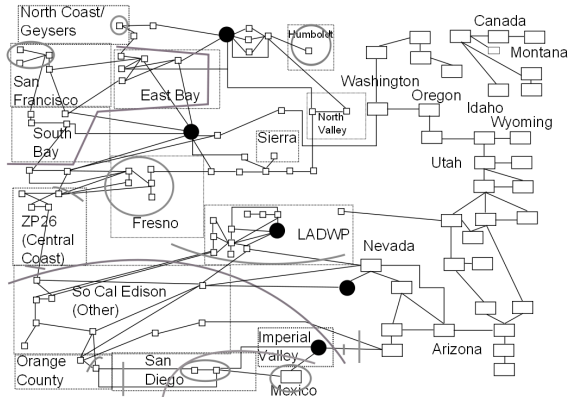 North Coast/
Geysers
Humboldt
Canada
Montana
Washington
Oregon
Idaho
Wyoming
San
Francisco
East Bay
North
Valley
South
Bay
Sierra
Utah
ZP26
(Central
Coast)
Fresno
LADWP
Nevada
So Cal Edison
(Other)
Imperial
Valley
Arizona
Orange
County
San
Diego
Mexico